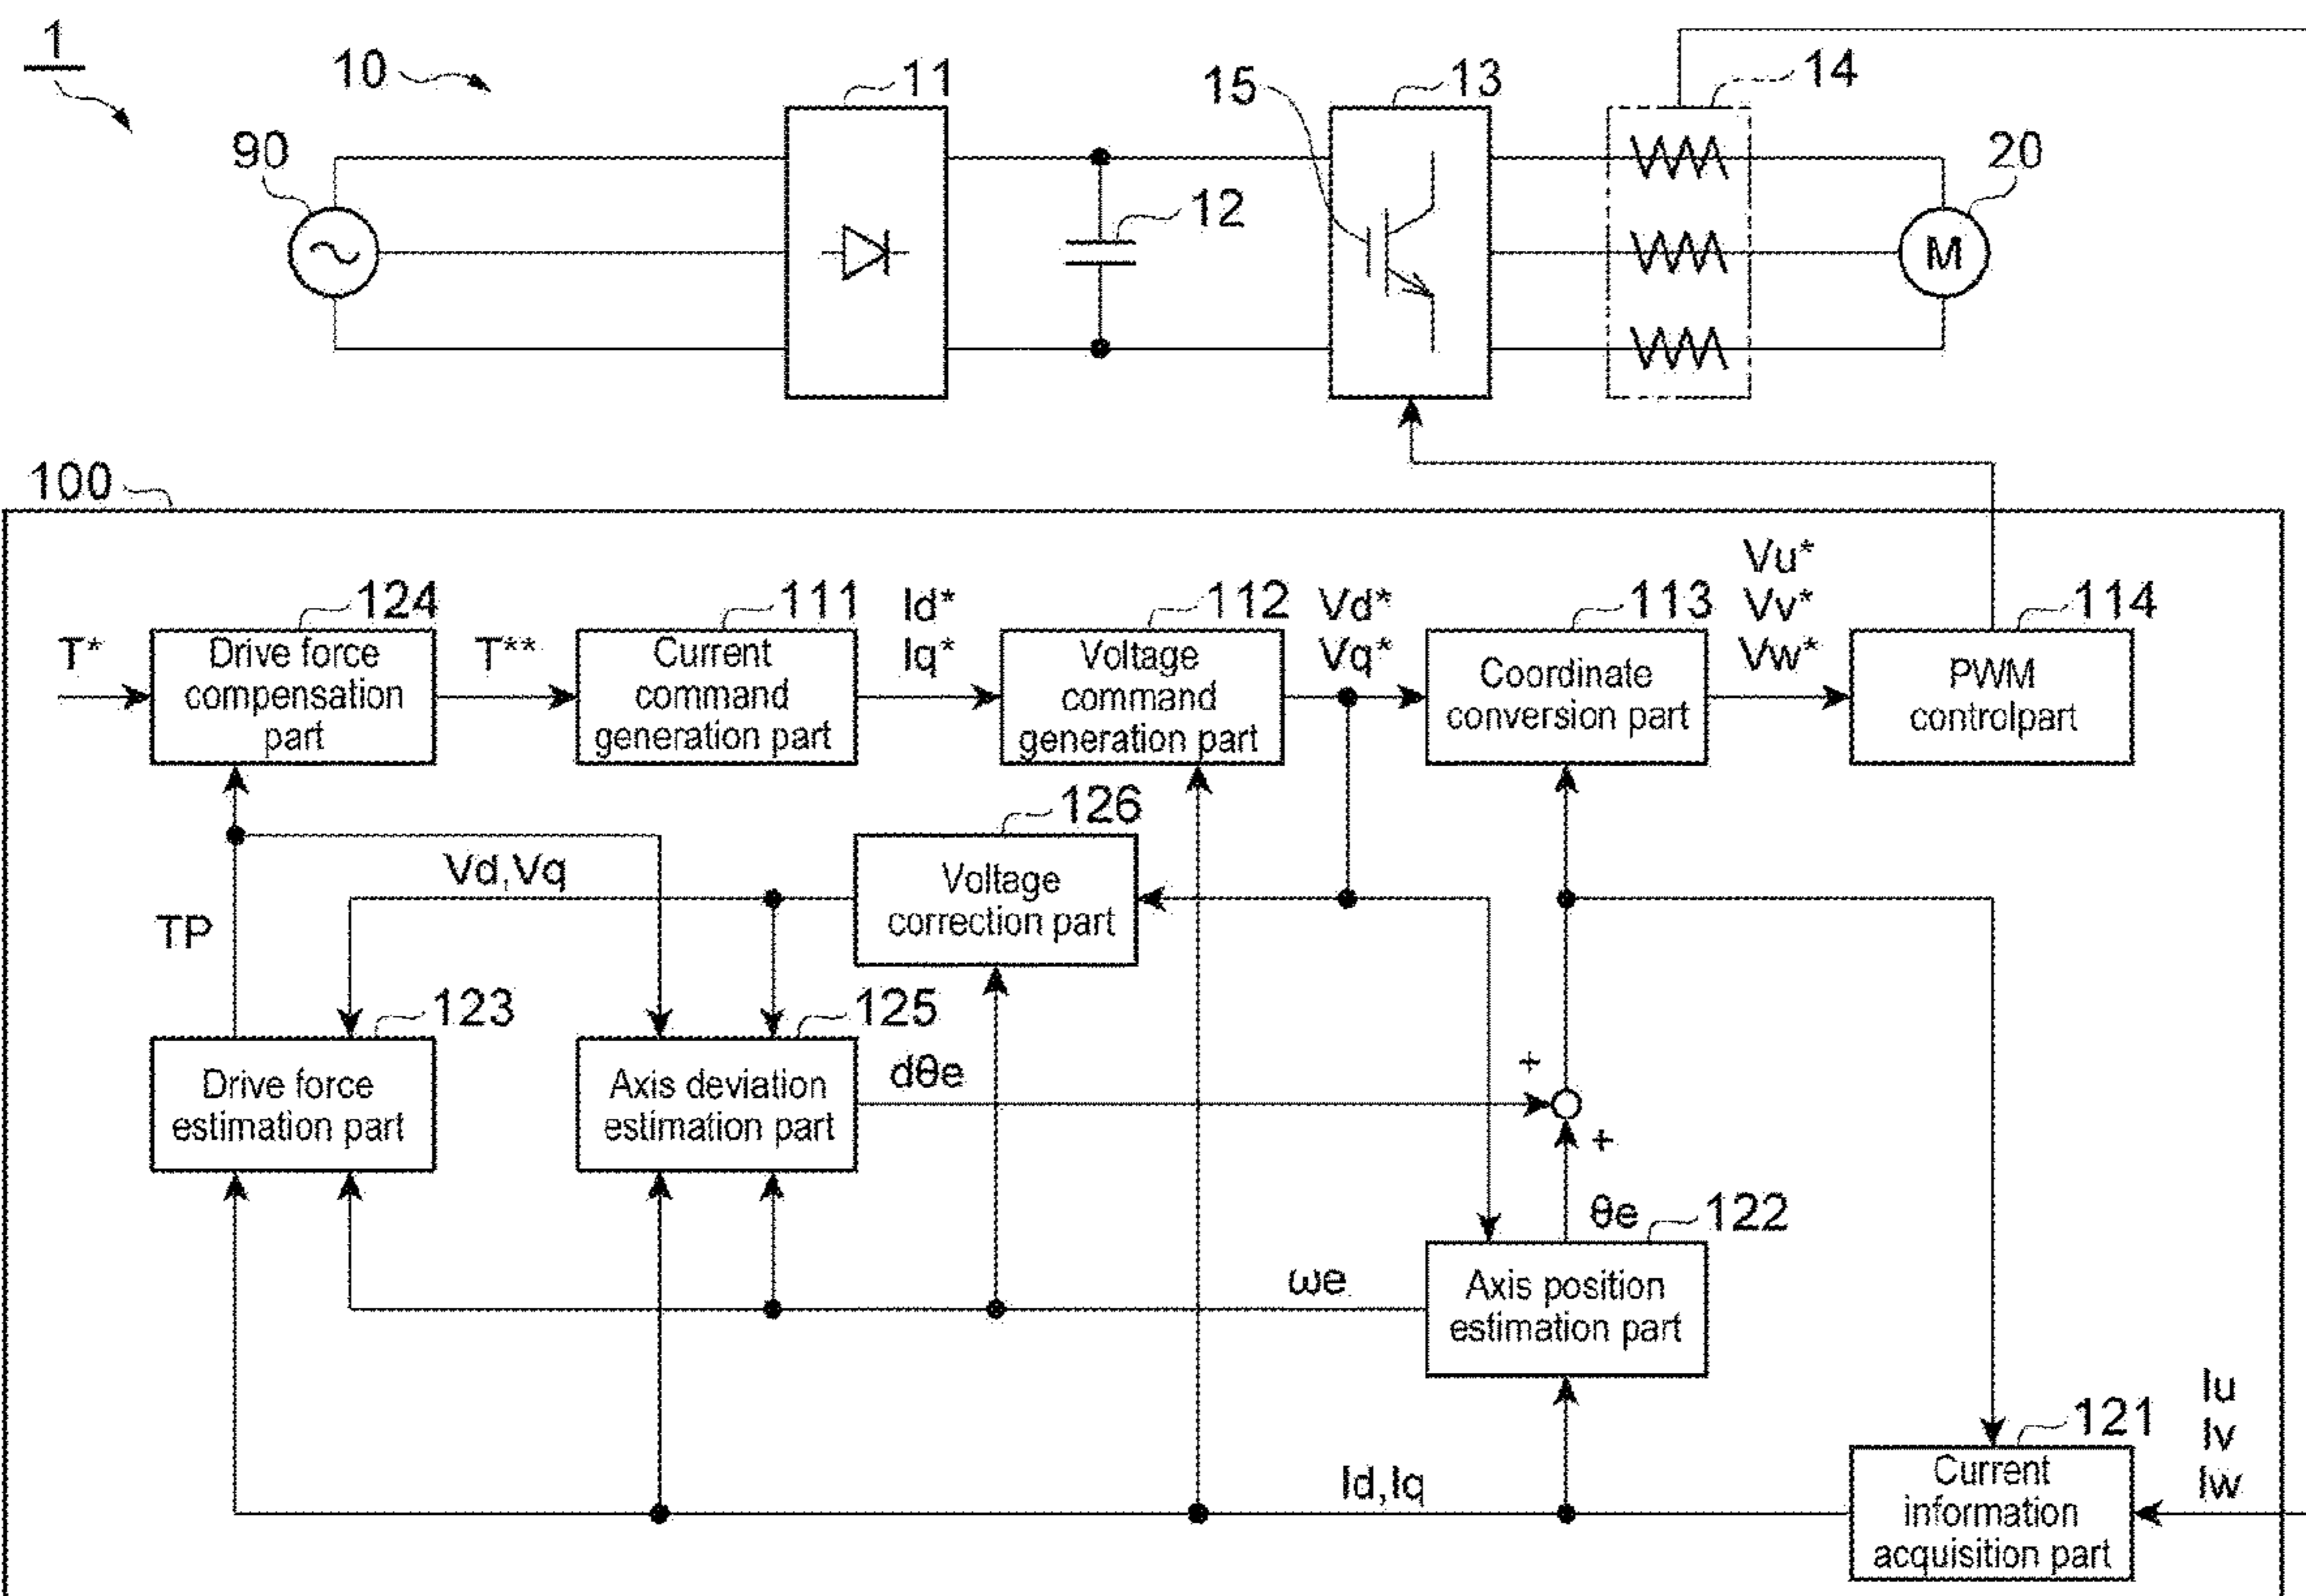 1
10
11
15
13
14
90
12
20
M
100
Vu*
124
111
Id*
112
Vd*
113
Vv*
114
T*
T**
Iq*
Vq*
Vw*
Drive force
compensation
part
Current
command
generation part
Voltage
command
generation part
Coordinate
conversion part
PWM
controlpart
126
Vd,Vq
Voltage
correction part
TP
123
125
dθe
+
Drive force
estimation part
Axis deviation
estimation part
+
θe
122
ωe
Axis position
estimation part
Iu
121
Iv
Id,Iq
Iw
Current
information
acquisition part